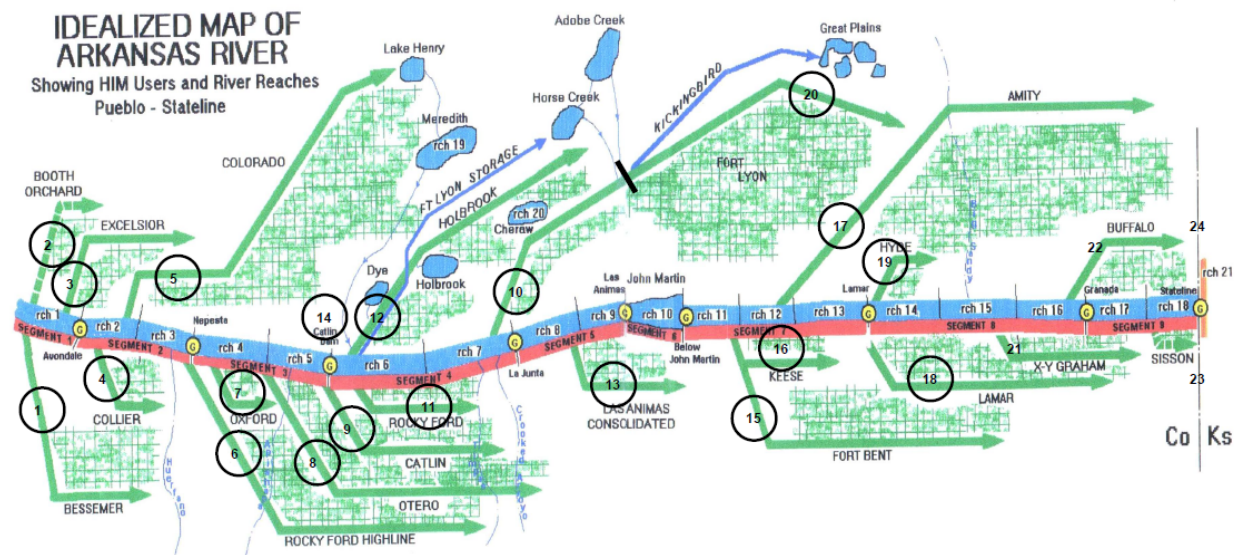 IDEALIZED MAP OF
ARKANSAS RIVER
Showing HIM Users and River Reaches
Pueblo - Stateline
Adobe Creek
Great Plains
Lake Henry
Horse Creek
KICKINGBIRD
20
AMITY
Meredith
rch 19
COLORADO
FT LYON STORAGE
HOLBROOK
FORT
LYON
BOOTH
ORCHARD
EXCELSIOR
rch 20
Cheraw
2
3
5
17
HYDE
19
Big Sandy
BUFFALO
22
24
Dye
Holbrook
10
Las
Animas
John Martin
Lamar
Granada
Stateline
rch 21
14
12
Catlin
Dam
Nepesta
rch 1
rch 2
rch 3
rch 4
rch 5
rch 6
rch 7
rch 8
rch 9
rch 10
rch 11
rch 12
rch 13
rch 14
rch 15
rch 16
rch 17
rch 18
G
G
G
G
G
G
G
G
G
SEGMENT 1
SEGMENT 2
SEGMENT 3
SEGMENT 4
SEGMENT 5
SEGMENT 6
SEGMENT 8
SEGMENT 9
Avondale
La Junta
Below
John Martin
16
KEESE
21
X-Y GRAHAM
SISSON
23
1
4
COLLIER
7
OXFORD
11
ROCKY FORD
13
LAS ANIMAS
CONSOLIDATED
18
LAMAR
15
9
6
8
CATLIN
FORT BENT
Co
Ks
Huerfano
Apishapa
Crooked Arroyo
BESSEMER
OTERO
ROCKY FORD HIGHLINE